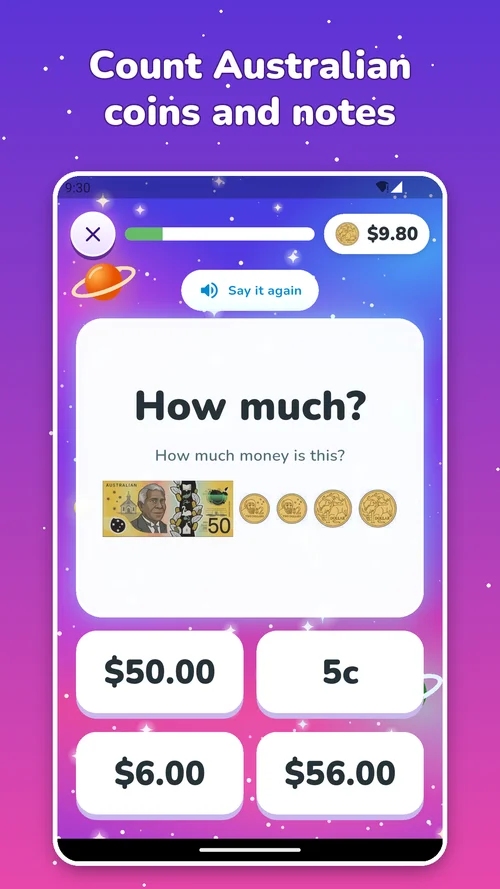 Count Australian
coins and notes
9:30
$9.80
Say it again
How much?
How much money is this?
AUSTRALIAN
50
$50.00
5c
$6.00
$56.00